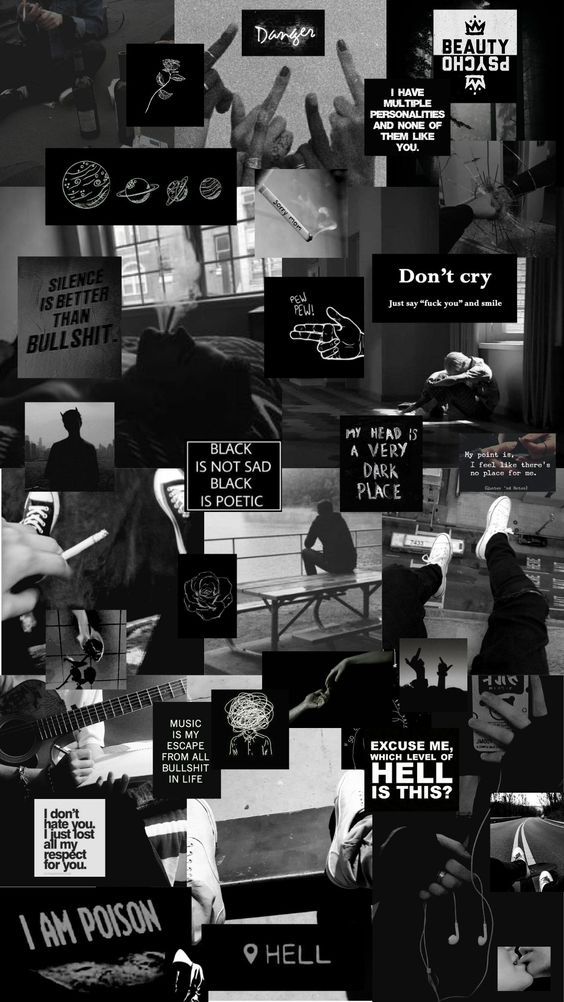 Danger
BEAUTY
PSYCHO
I HAVE
MULTIPLE
PERSONALITIES
AND NONE OF
THEM LIKE
YOU.
sorry mom
SILENCE
IS BETTER
THAN
BULLSHIT.
PEW
PEW!
Don't cry
Just say "fuck you" and smile
BLACK
IS NOT SAD
BLACK
IS POETIC
MY HEAD IS
A VERY
DARK
PLACE
My point is,
I feel like there's
no place for me.
7433
MUSIC
IS MY
ESCAPE
FROM ALL
BULLSHIT
IN LIFE
EXCUSE ME,
WHICH LEVEL OF
HELL
IS THIS?
I don't
hate you.
I just lost
all my
respect
for you.
I AM POISON
HELL